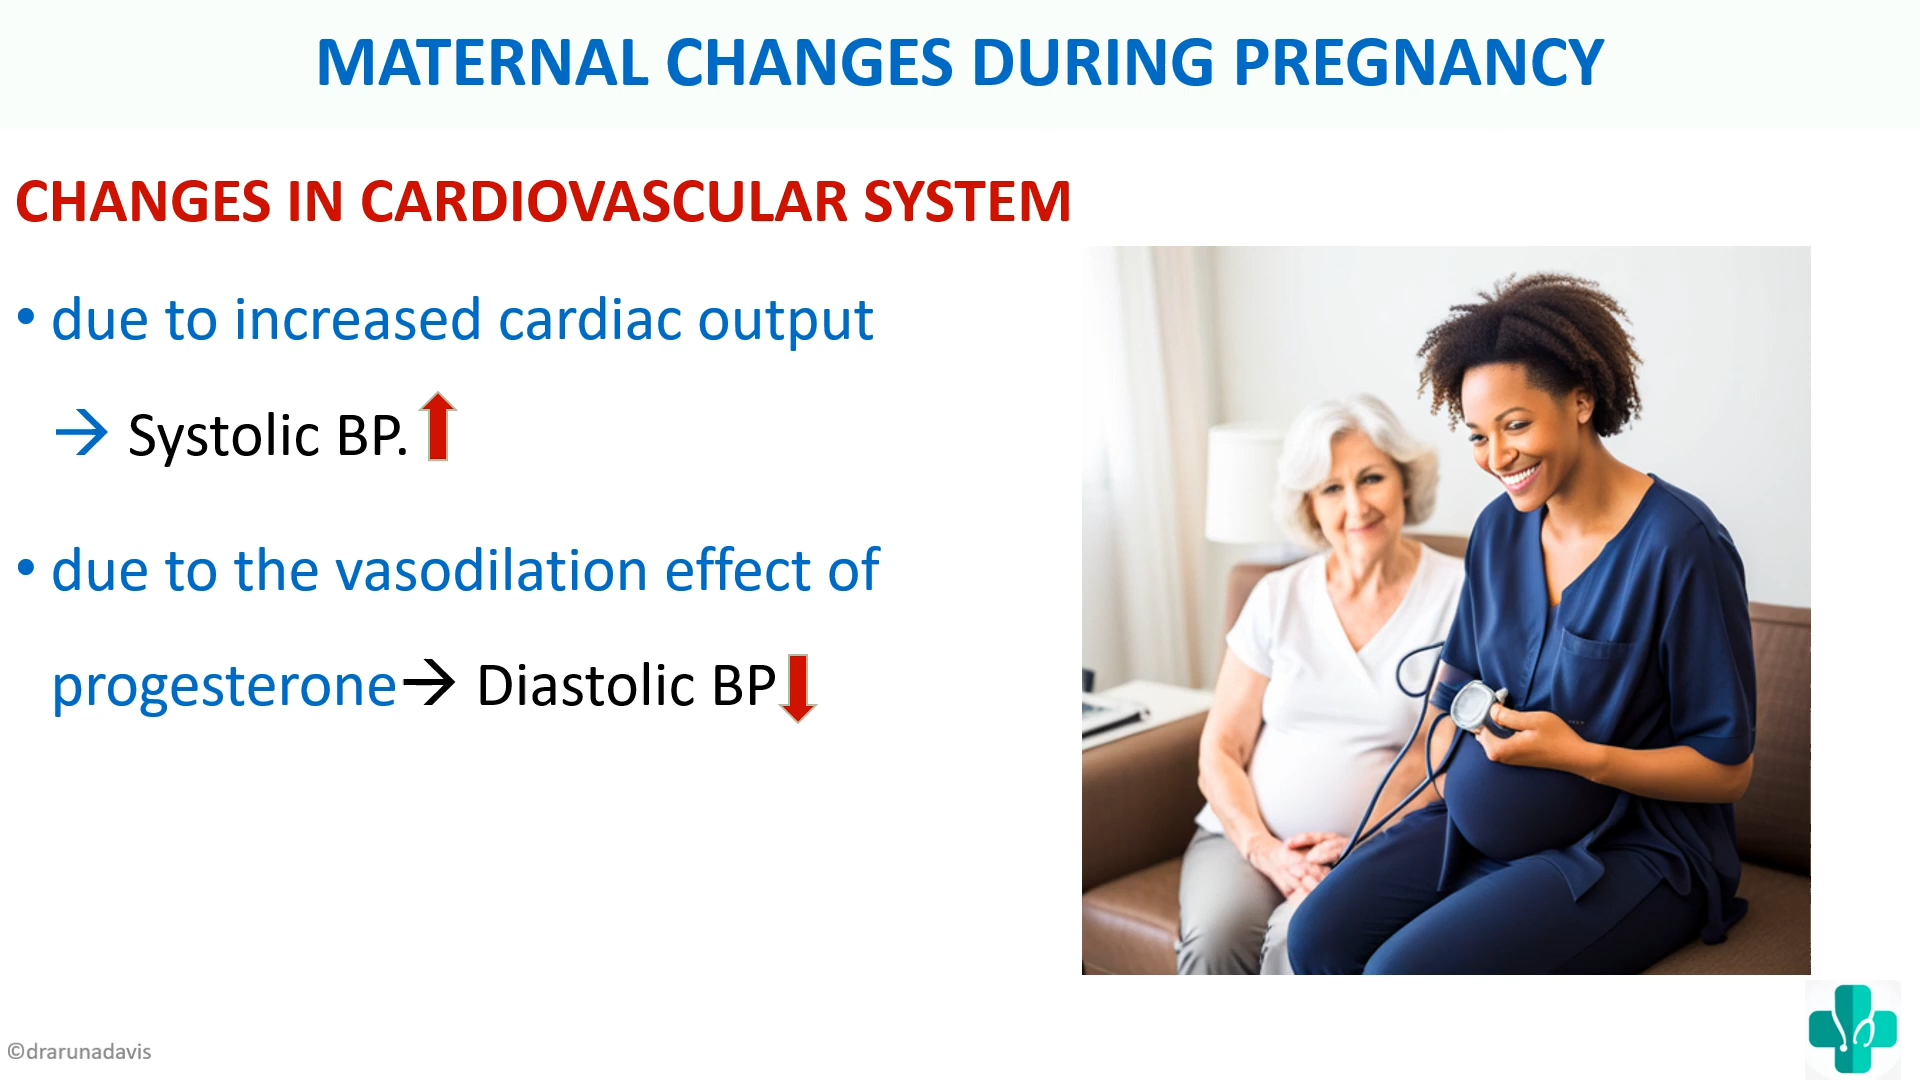 MATERNAL CHANGES DURING PREGNANCY
CHANGES IN CARDIOVASCULAR SYSTEM
• due to increased cardiac output
→ Systolic BP.
• due to the vasodilation effect of
progesterone→ Diastolic BP
©drarunadavis